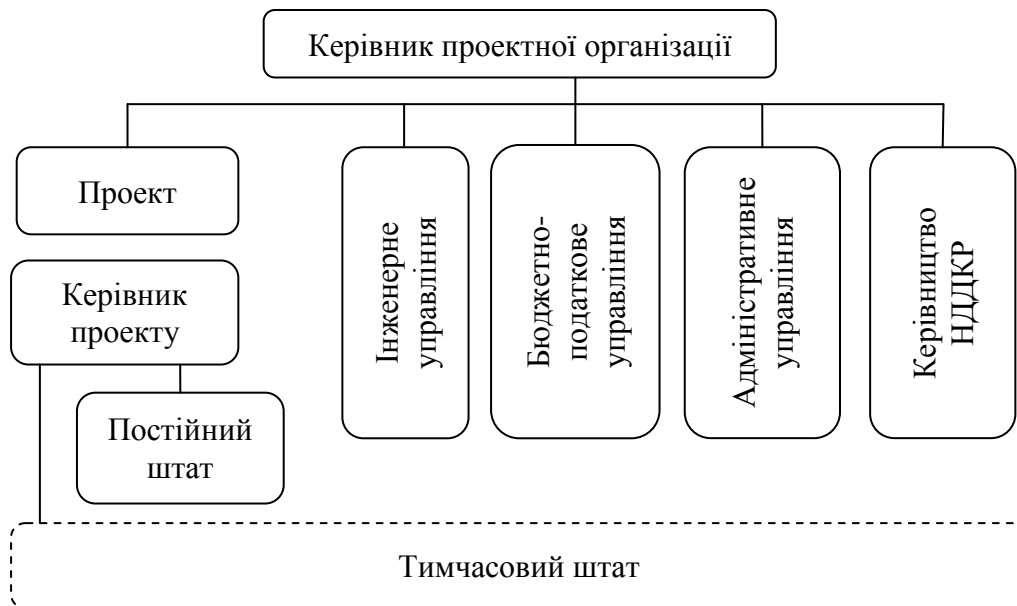 Керівник проектної організації
Проект
Керівник
проекту
Постійний
штат
Інженерне
управління
Бюджетно-
податкове
управління
Адміністративне
управління
Керівництво
НДДКР
Тимчасовий штат